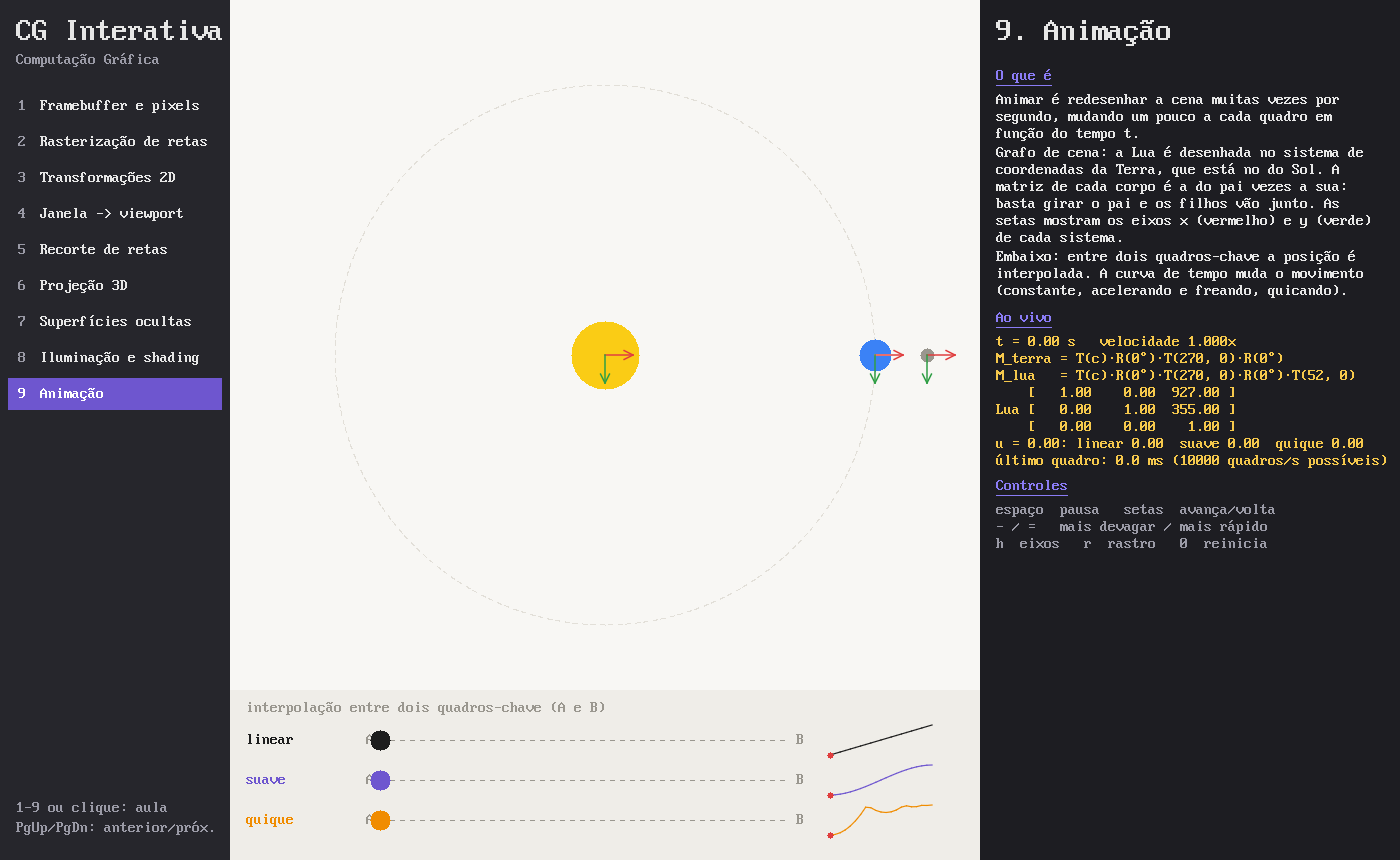 CG Interativa
Computação Gráfica
1 Framebuffer e pixels
2 Rasterização de retas
3 Transformações 2D
4 Janela -> viewport
5 Recorte de retas
6 Projeção 3D
7 Superfícies ocultas
8 Iluminação e shading
9 Animação
1-9 ou clique: aula
PgUp/PgDn: anterior/próx.
interpolação entre dois quadros-chave (A e B)
linear A B
suave A B
quique A B
9. Animação
O que é
Animar é redesenhar a cena muitas vezes por
segundo, mudando um pouco a cada quadro em
função do tempo t.
Grafo de cena: a Lua é desenhada no sistema de
coordenadas da Terra, que está no do Sol. A
matriz de cada corpo é a do pai vezes a sua:
basta girar o pai e os filhos vão junto. As
setas mostram os eixos x (vermelho) e y (verde)
de cada sistema.
Embaixo: entre dois quadros-chave a posição é
interpolada. A curva de tempo muda o movimento
(constante, acelerando e freando, quicando).
Ao vivo
t = 0.00 s   velocidade 1.000x
M_terra = T(c)·R(0°)·T(270, 0)·R(0°)
M_lua   = T(c)·R(0°)·T(270, 0)·R(0°)·T(52, 0)
[   1.00    0.00  927.00 ]
Lua [   0.00    1.00  355.00 ]
[   0.00    0.00    1.00 ]
u = 0.00: linear 0.00  suave 0.00  quique 0.00
último quadro: 0.0 ms (10000 quadros/s possíveis)
Controles
espaço  pausa   setas  avança/volta
- / =   mais devagar / mais rápido
h  eixos   r  rastro   0  reinicia